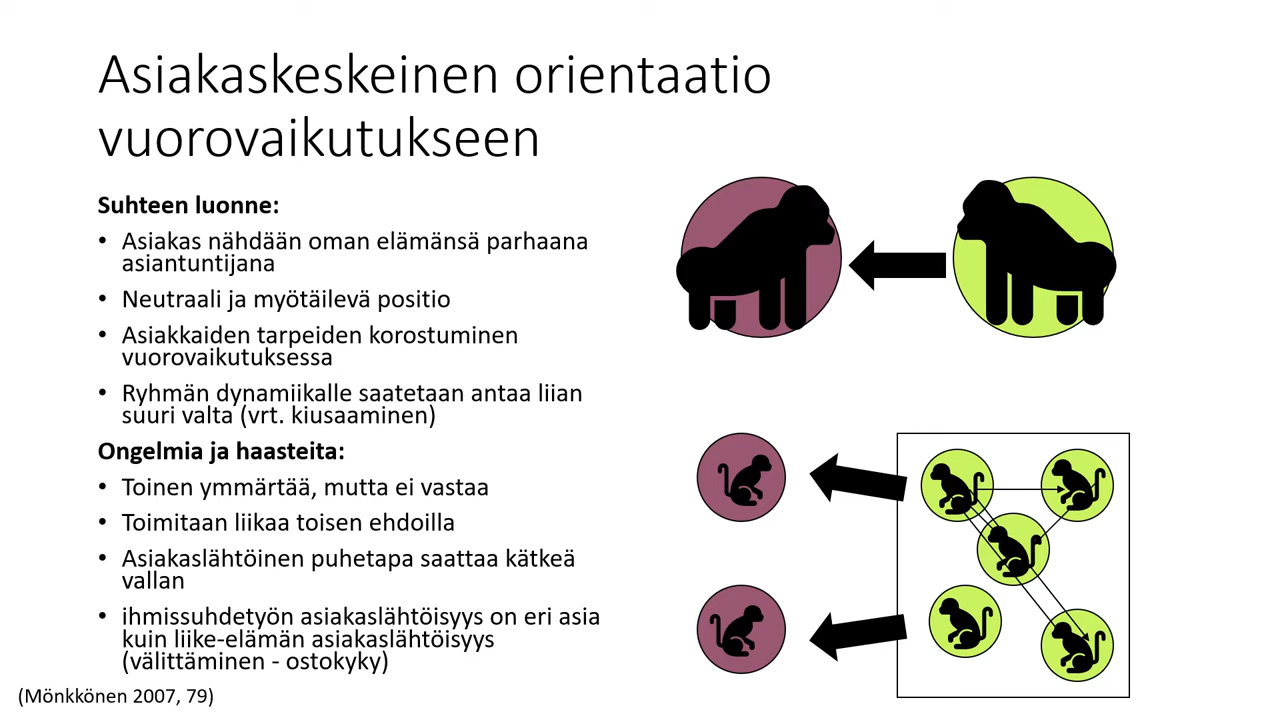 Asiakaskeskeinen orientaatio
vuorovaikutukseen
Suhteen luonne:
• Asiakas nähdään oman elämänsä parhaana
asiantuntijana
• Neutraali ja myötäilevä positio
• Asiakkaiden tarpeiden korostuminen
vuorovaikutuksessa
• Ryhmän dynamiikalle saatetaan antaa liian
suuri valta (vrt. kiusaaminen)
Ongelmia ja haasteita:
• Toinen ymmärtää, mutta ei vastaa
• Toimitaan liikaa toisen ehdoilla
• Asiakaslähtöinen puhetapa saattaa kätkeä
vallan
• ihmissuhdetyön asiakaslähtöisyys on eri asia
kuin liike-elämän asiakaslähtöisyys
(välittäminen - ostokyky)
(Mönkkönen 2007, 79)